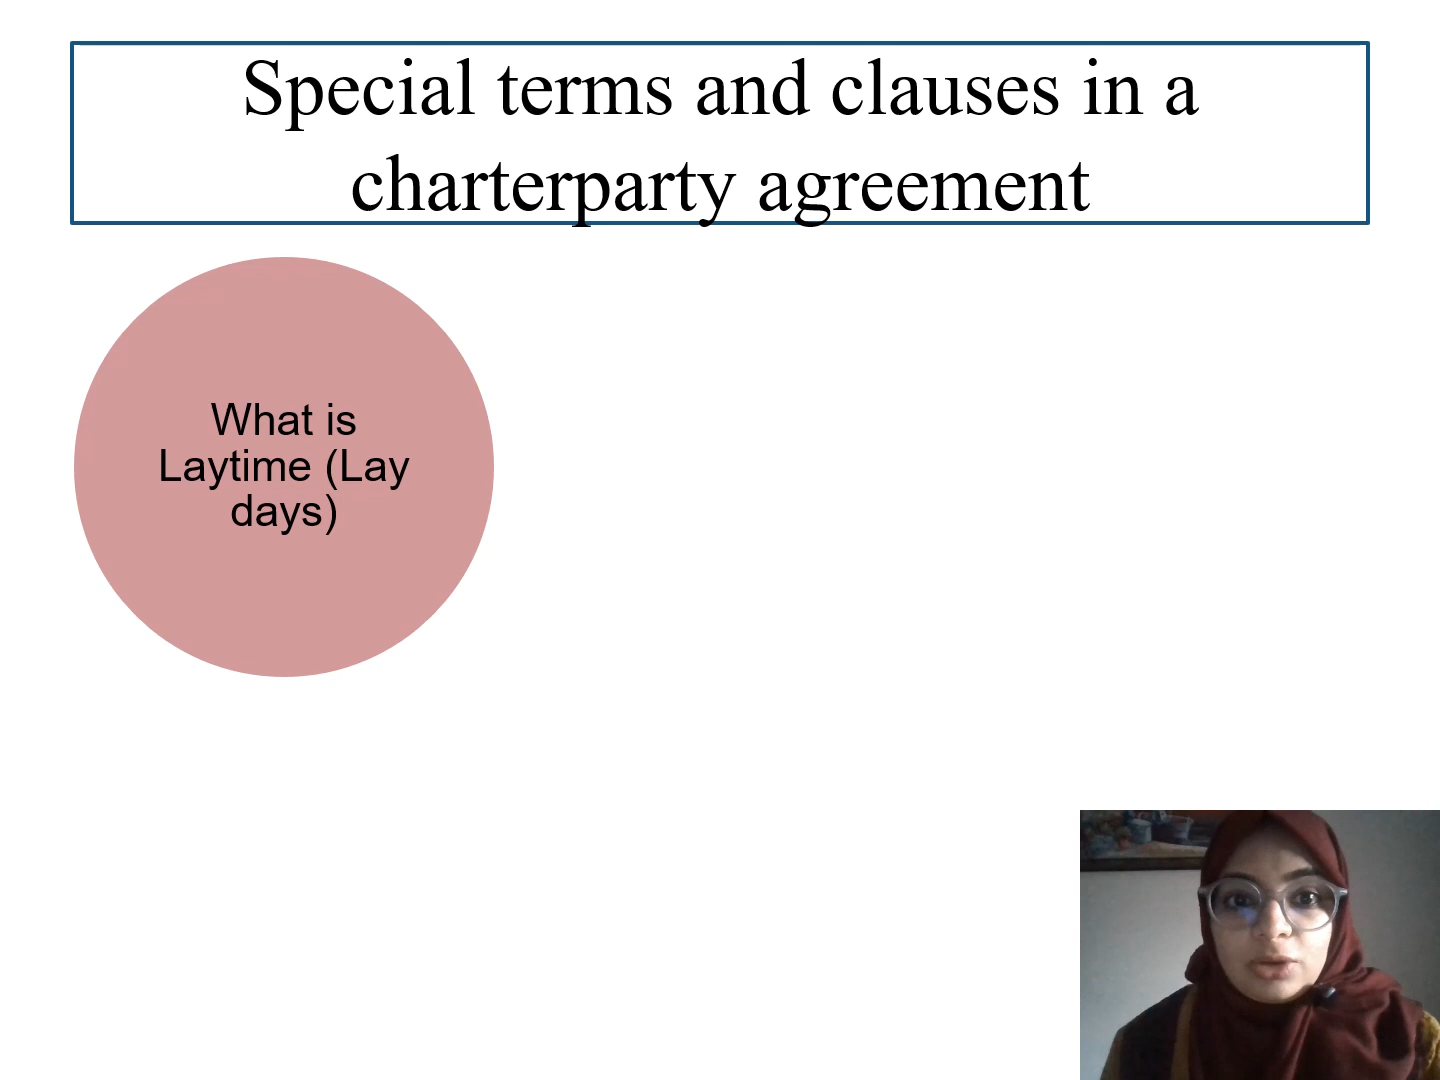 Special terms and clauses in a
charterparty agreement
What is
Laytime (Lay
days)